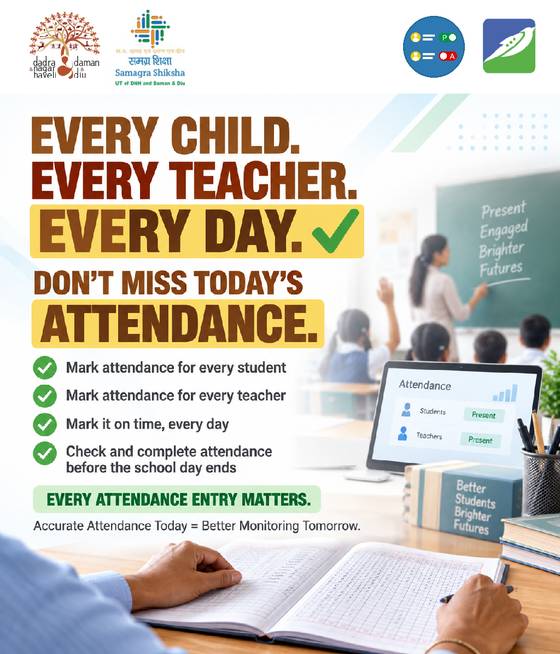 dadra & nagar haveli
daman & diu
समग्र शिक्षा
Samagra Shiksha
UT of DNH and Daman & Diu
P
A
EVERY CHILD.
EVERY TEACHER.
EVERY DAY.
DON'T MISS TODAY'S
ATTENDANCE.
Mark attendance for every student
Mark attendance for every teacher
Mark it on time, every day
Check and complete attendance
before the school day ends
EVERY ATTENDANCE ENTRY MATTERS.
Accurate Attendance Today = Better Monitoring Tomorrow.
Present
Engaged
Brighter
Futures
Attendance
Students Present
Teachers Present
Better
Students
Brighter
Futures